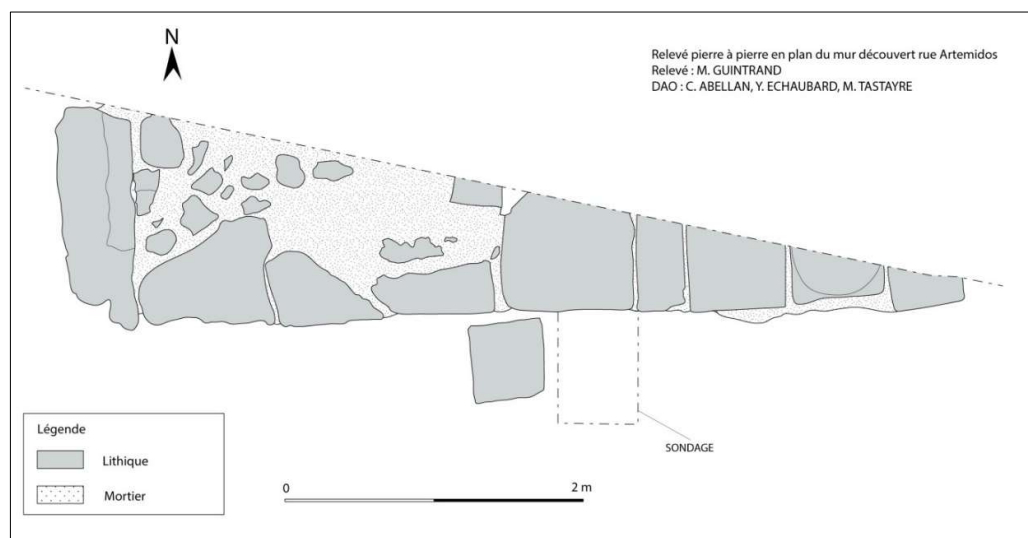 N
Relevé pierre à pierre en plan du mur découvert rue Artemidos
Relevé : M. GUINTRAND
DAO : C. ABELLAN, Y. ECHAUBARD, M. TASTAYRE
SONDAGE
Légende
Lithique
Mortier
0 2 m